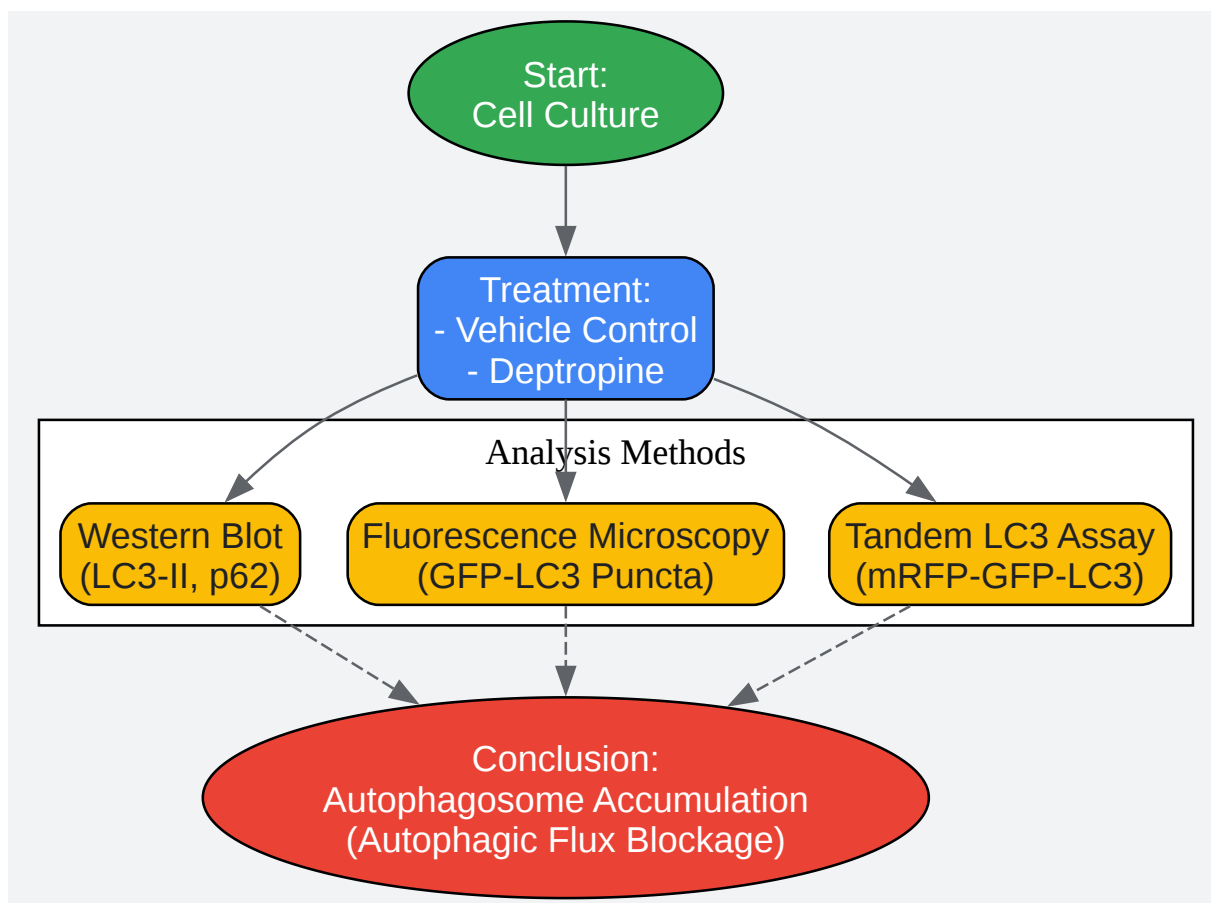 Start:
Cell Culture
Treatment:
- Vehicle Control
- Deptropine
Analysis Methods
Western Blot
(LC3-II, p62)
Fluorescence Microscopy
(GFP-LC3 Puncta)
Tandem LC3 Assay
(mRFP-GFP-LC3)
Conclusion:
Autophagosome Accumulation
(Autophagic Flux Blockage)